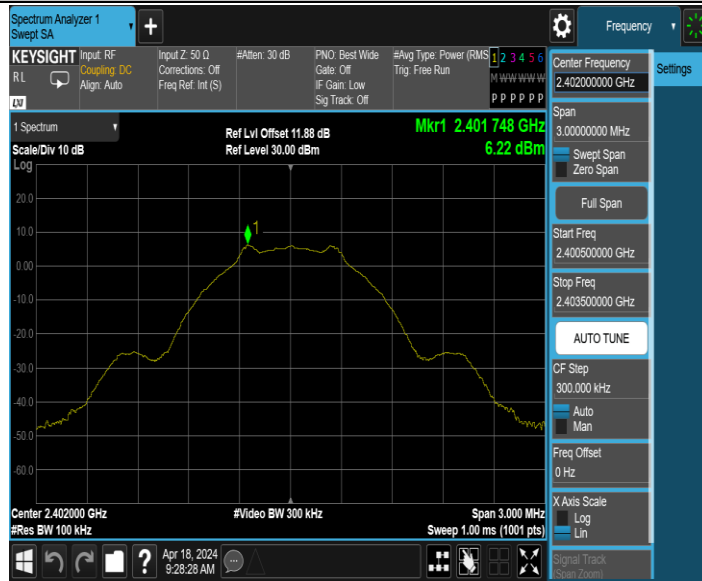 Spectrum Analyzer 1
Swept SA
+
Frequency
KEYSIGHT
RL
LXI
Input: RF
Coupling: DC
Align: Auto
Input Z: 50 Ω
Corrections: Off
Freq Ref: Int (S)
#Atten: 30 dB
PNO: Best Wide
Gate: Off
IF Gain: Low
Sig Track: Off
#Avg Type: Power (RMS
Trig: Free Run
1 2 3 4 5 6
M W W W W W
P P P P P P
1 Spectrum
Scale/Div 10 dB
Ref Lvl Offset 11.88 dB
Ref Level 30.00 dBm
Mkr1 2.401 748 GHz
6.22 dBm
Log
20.0
10.0
0.00
-10.0
-20.0
-30.0
-40.0
-50.0
-60.0
1
Center 2.402000 GHz
#Res BW 100 kHz
#Video BW 300 kHz
Span 3.000 MHz
Sweep 1.00 ms (1001 pts)
Apr 18, 2024
9:28:28 AM
?
Settings
Center Frequency
2.402000000 GHz
Span
3.00000000 MHz
Swept Span
Zero Span
Full Span
Start Freq
2.400500000 GHz
Stop Freq
2.403500000 GHz
AUTO TUNE
CF Step
300.000 kHz
Auto
Man
Freq Offset
0 Hz
X Axis Scale
Log
Lin
Signal Track
(Span Zoom)